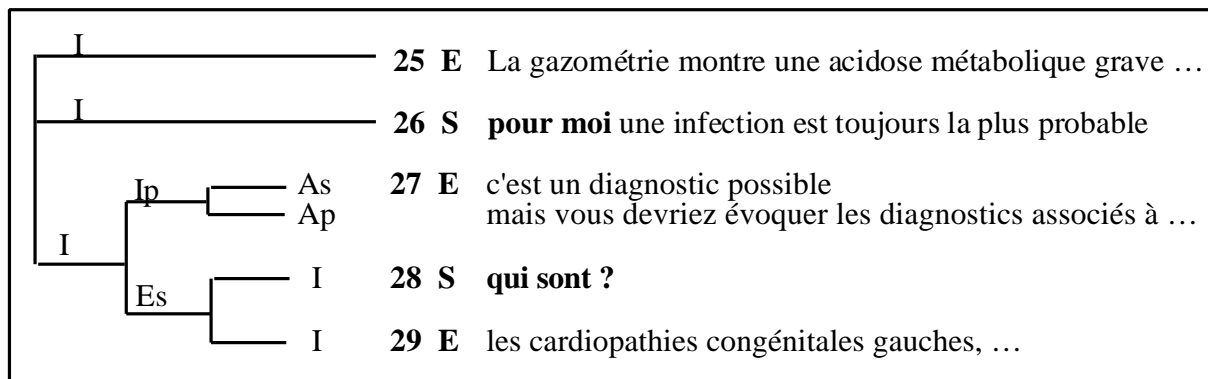 I 25 E La gazométrie montre une acidose métabolique grave …
I 26 S pour moi une infection est toujours la plus probable
Ip As 27 E c'est un diagnostic possible
Ap mais vous devriez évoquer les diagnostics associés à …
I
I 28 S qui sont ?
Es
I 29 E les cardiopathies congénitales gauches, …